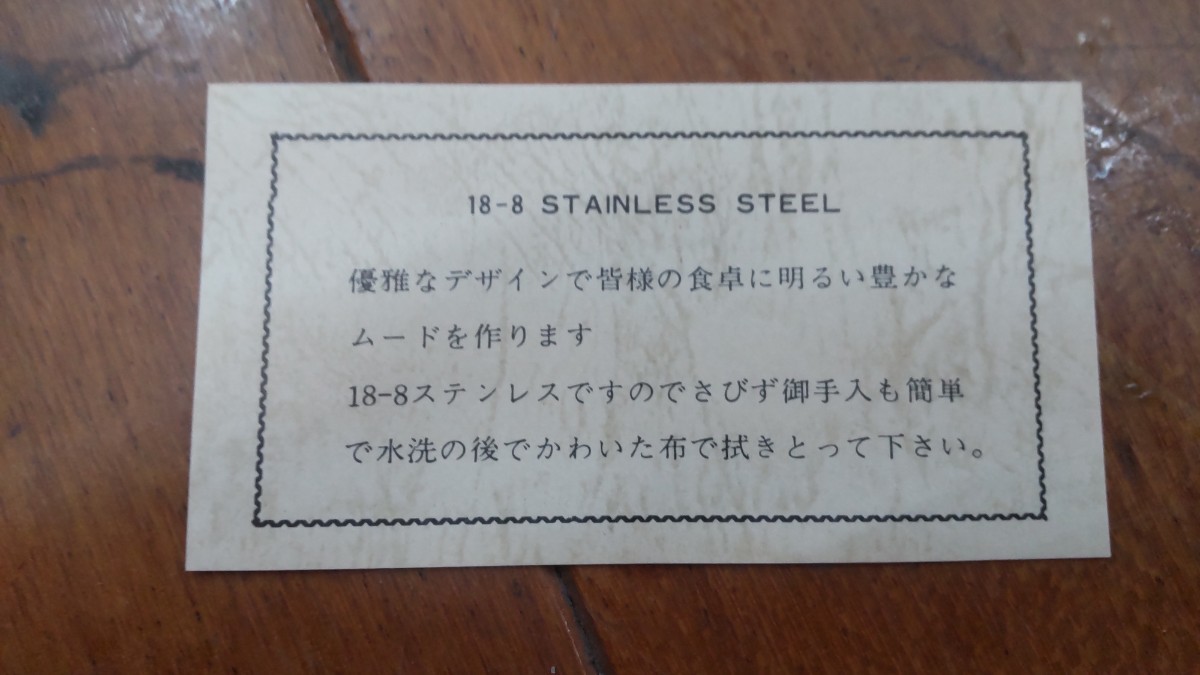 18-8 STAINLESS STEEL
優雅なデザインで皆様の食卓に明るい豊かな
ムードを作ります
18-8ステンレスですのでさびず御手入も簡単
で水洗の後でかわいた布で拭きとって下さい。